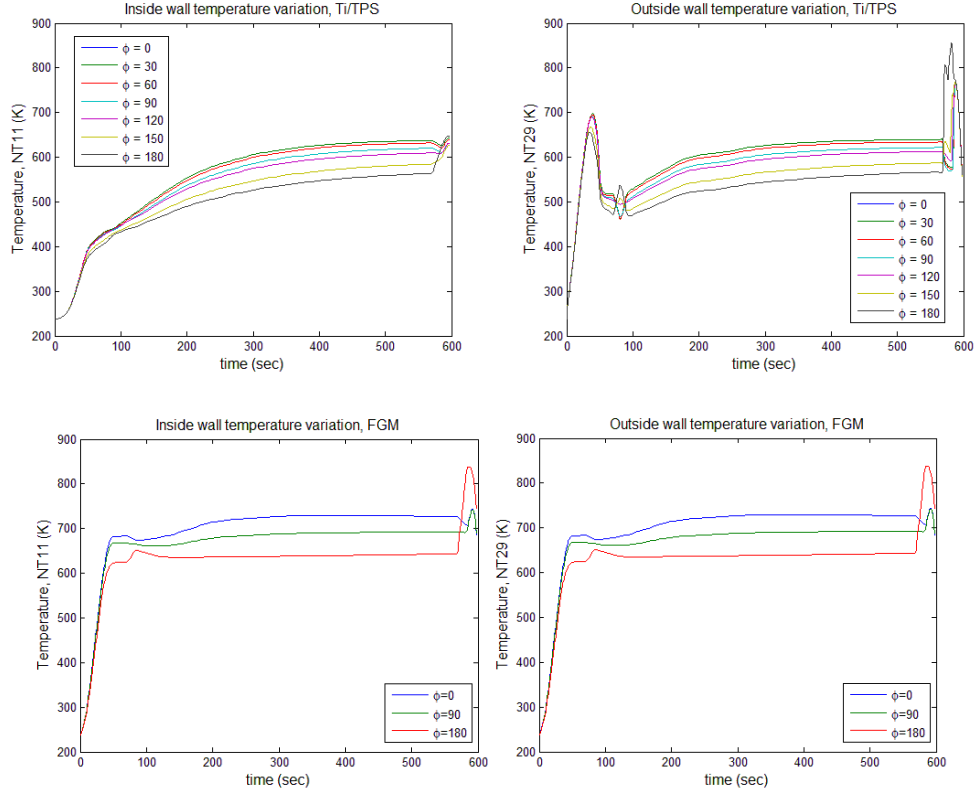 Inside wall temperature variation, Ti/TPS
900
800
700
600
500
400
300
200
Temperature, NT11 (K)
0
100
200
300
400
500
600
time (sec)
ϕ = 0
ϕ = 30
ϕ = 60
ϕ = 90
ϕ = 120
ϕ = 150
ϕ = 180
Outside wall temperature variation, Ti/TPS
900
800
700
600
500
400
300
200
Temperature, NT29 (K)
0
100
200
300
400
500
600
time (sec)
ϕ = 0
ϕ = 30
ϕ = 60
ϕ = 90
ϕ = 120
ϕ = 150
ϕ = 180
Inside wall temperature variation, FGM
900
800
700
600
500
400
300
200
Temperature, NT11 (K)
0
100
200
300
400
500
600
time (sec)
ϕ=0
ϕ=90
ϕ=180
Outside wall temperature variation, FGM
900
800
700
600
500
400
300
200
Temperature, NT29 (K)
0
100
200
300
400
500
600
time (sec)
ϕ=0
ϕ=90
ϕ=180